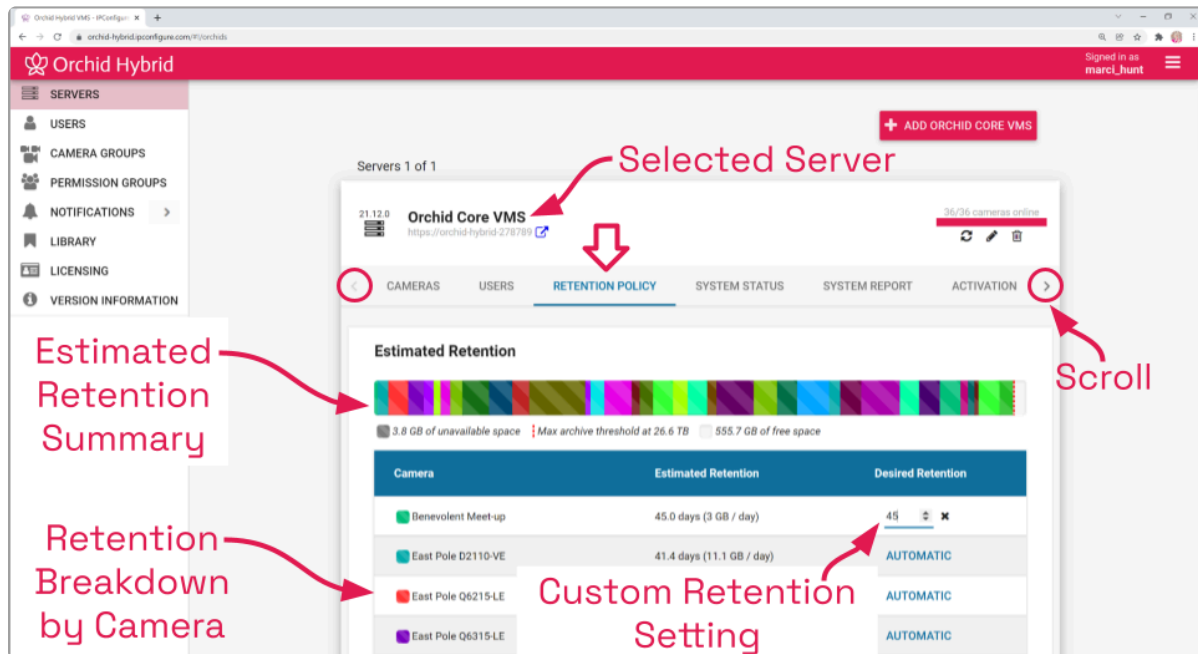 Orchid Hybrid VMS - IPConfigur
orchid-hybrid.ipconfigure.com/#!/orchids
Orchid Hybrid
Signed in as
marci_hunt
SERVERS
USERS
CAMERA GROUPS
PERMISSION GROUPS
NOTIFICATIONS
LIBRARY
LICENSING
VERSION INFORMATION
+ ADD ORCHID CORE VMS
Servers 1 of 1
Selected Server
21.12.0
Orchid Core VMS
https://orchid-hybrid-278789
36/36 cameras online
CAMERAS
USERS
RETENTION POLICY
SYSTEM STATUS
SYSTEM REPORT
ACTIVATION
Scroll
Estimated
Retention
Summary
Estimated Retention
3.8 GB of unavailable space
Max archive threshold at 26.6 TB
555.7 GB of free space
Camera
Estimated Retention
Desired Retention
Benevolent Meet-up
45.0 days (3 GB / day)
45
East Pole D2110-VE
41.4 days (11.1 GB / day)
AUTOMATIC
East Pole Q6215-LE
AUTOMATIC
East Pole Q6315-LE
AUTOMATIC
Retention
Breakdown
by Camera
Custom Retention
Setting